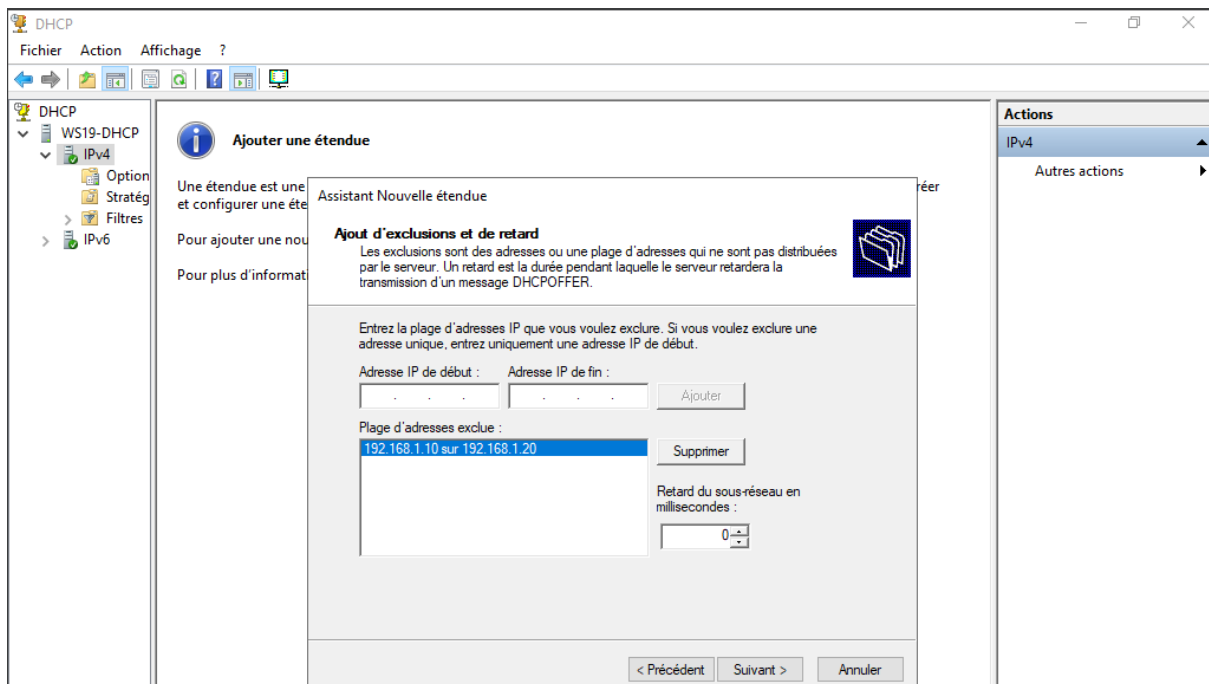 DHCP
Fichier Action Affichage ?
DHCP
WS19-DHCP
IPv4
Option
Stratég
Filtres
IPv6
Ajouter une étendue
Une étendue est une
réer
et configurer une éte
Pour ajouter une nou
Pour plus d'informati
Assistant Nouvelle étendue
Ajout d'exclusions et de retard
Les exclusions sont des adresses ou une plage d'adresses qui ne sont pas distribuées
par le serveur. Un retard est la durée pendant laquelle le serveur retardera la
transmission d'un message DHCPOFFER.
Entrez la plage d'adresses IP que vous voulez exclure. Si vous voulez exclure une
adresse unique, entrez uniquement une adresse IP de début.
Adresse IP de début : Adresse IP de fin :
. . . . . . Ajouter
Plage d'adresses exclue :
192.168.1.10 sur 192.168.1.20
Supprimer
Retard du sous-réseau en
millisecondes :
0
< Précédent Suivant > Annuler
Actions
IPv4
Autres actions